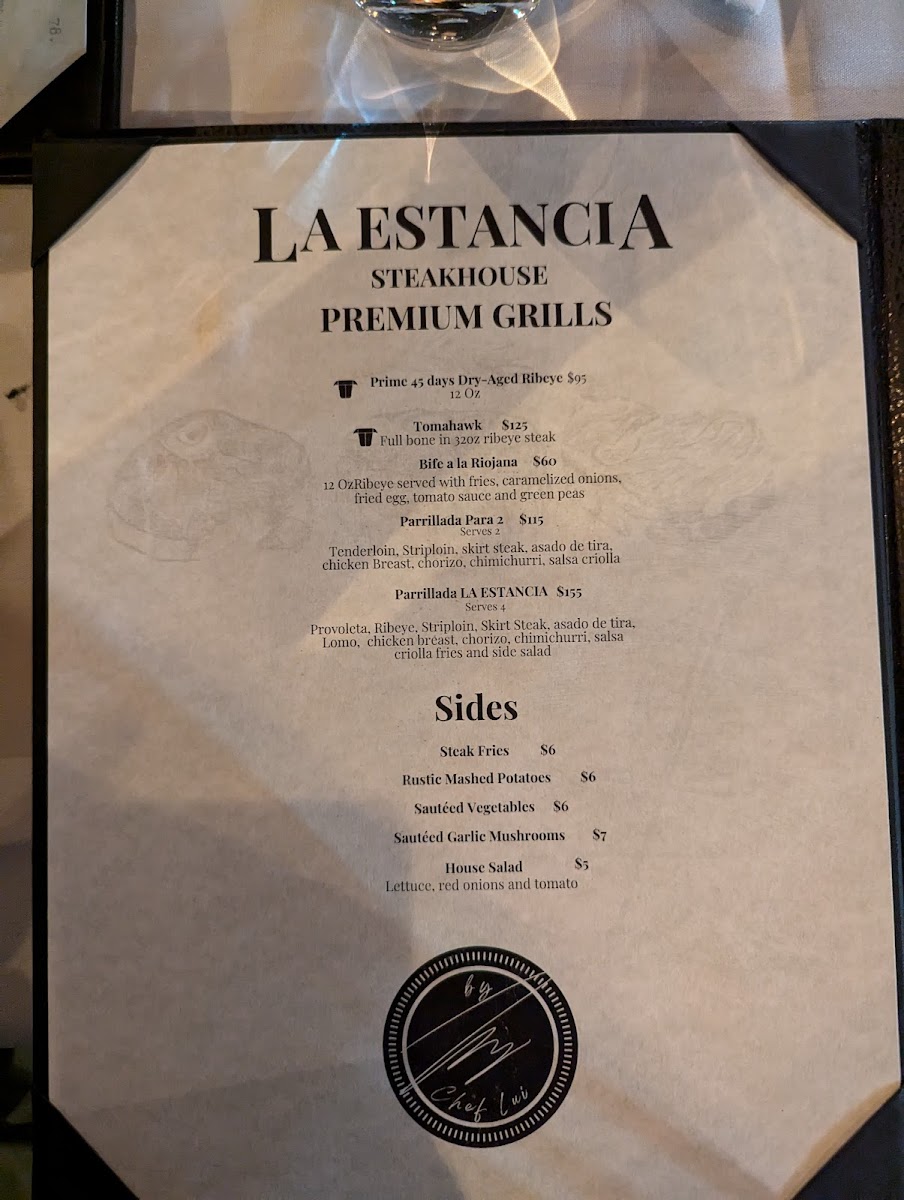 78.
LA ESTANCIA
STEAKHOUSE
PREMIUM GRILLS
Prime 45 days Dry-Aged Ribeye $95
12 Oz
Tomahawk $125
Full bone in 32oz ribeye steak
Bife a la Riojana $60
12 OzRibeye served with fries, caramelized onions,
fried egg, tomato sauce and green peas
Parrillada Para 2 $115
Serves 2
Tenderloin, Striploin, skirt steak, asado de tira,
chicken Breast, chorizo, chimichurri, salsa criolla
Parrillada LA ESTANCIA $155
Serves 4
Provoleta, Ribeye, Striploin, Skirt Steak, asado de tira,
Lomo, chicken breast, chorizo, chimichurri, salsa
criolla fries and side salad
Sides
Steak Fries $6
Rustic Mashed Potatoes $6
Sautéed Vegetables $6
Sautéed Garlic Mushrooms $7
House Salad $5
Lettuce, red onions and tomato
by
Chef Lui